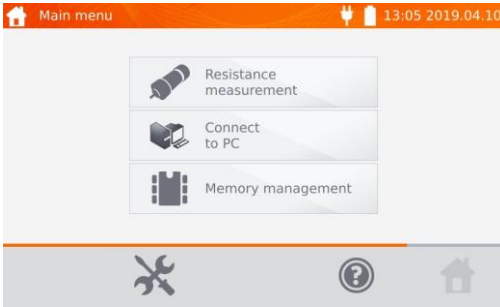 Main menu
13:05 2019.04.10
Resistance
measurement
Connect
to PC
Memory management
?